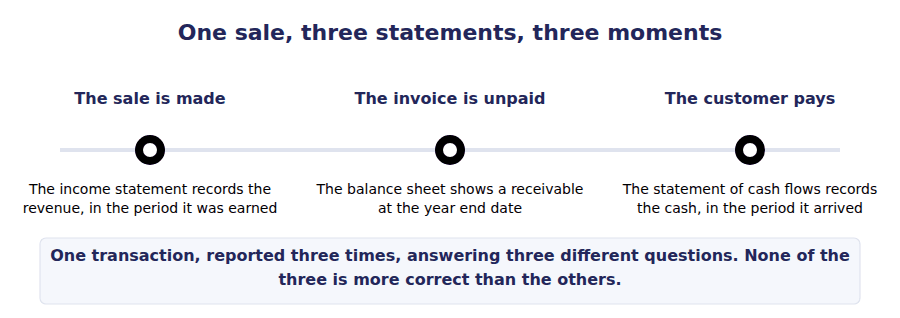 One sale, three statements, three moments
The sale is made
The invoice is unpaid
The customer pays
The income statement records the
revenue, in the period it was earned
The balance sheet shows a receivable
at the year end date
The statement of cash flows records
the cash, in the period it arrived
One transaction, reported three times, answering three different questions. None of the
three is more correct than the others.